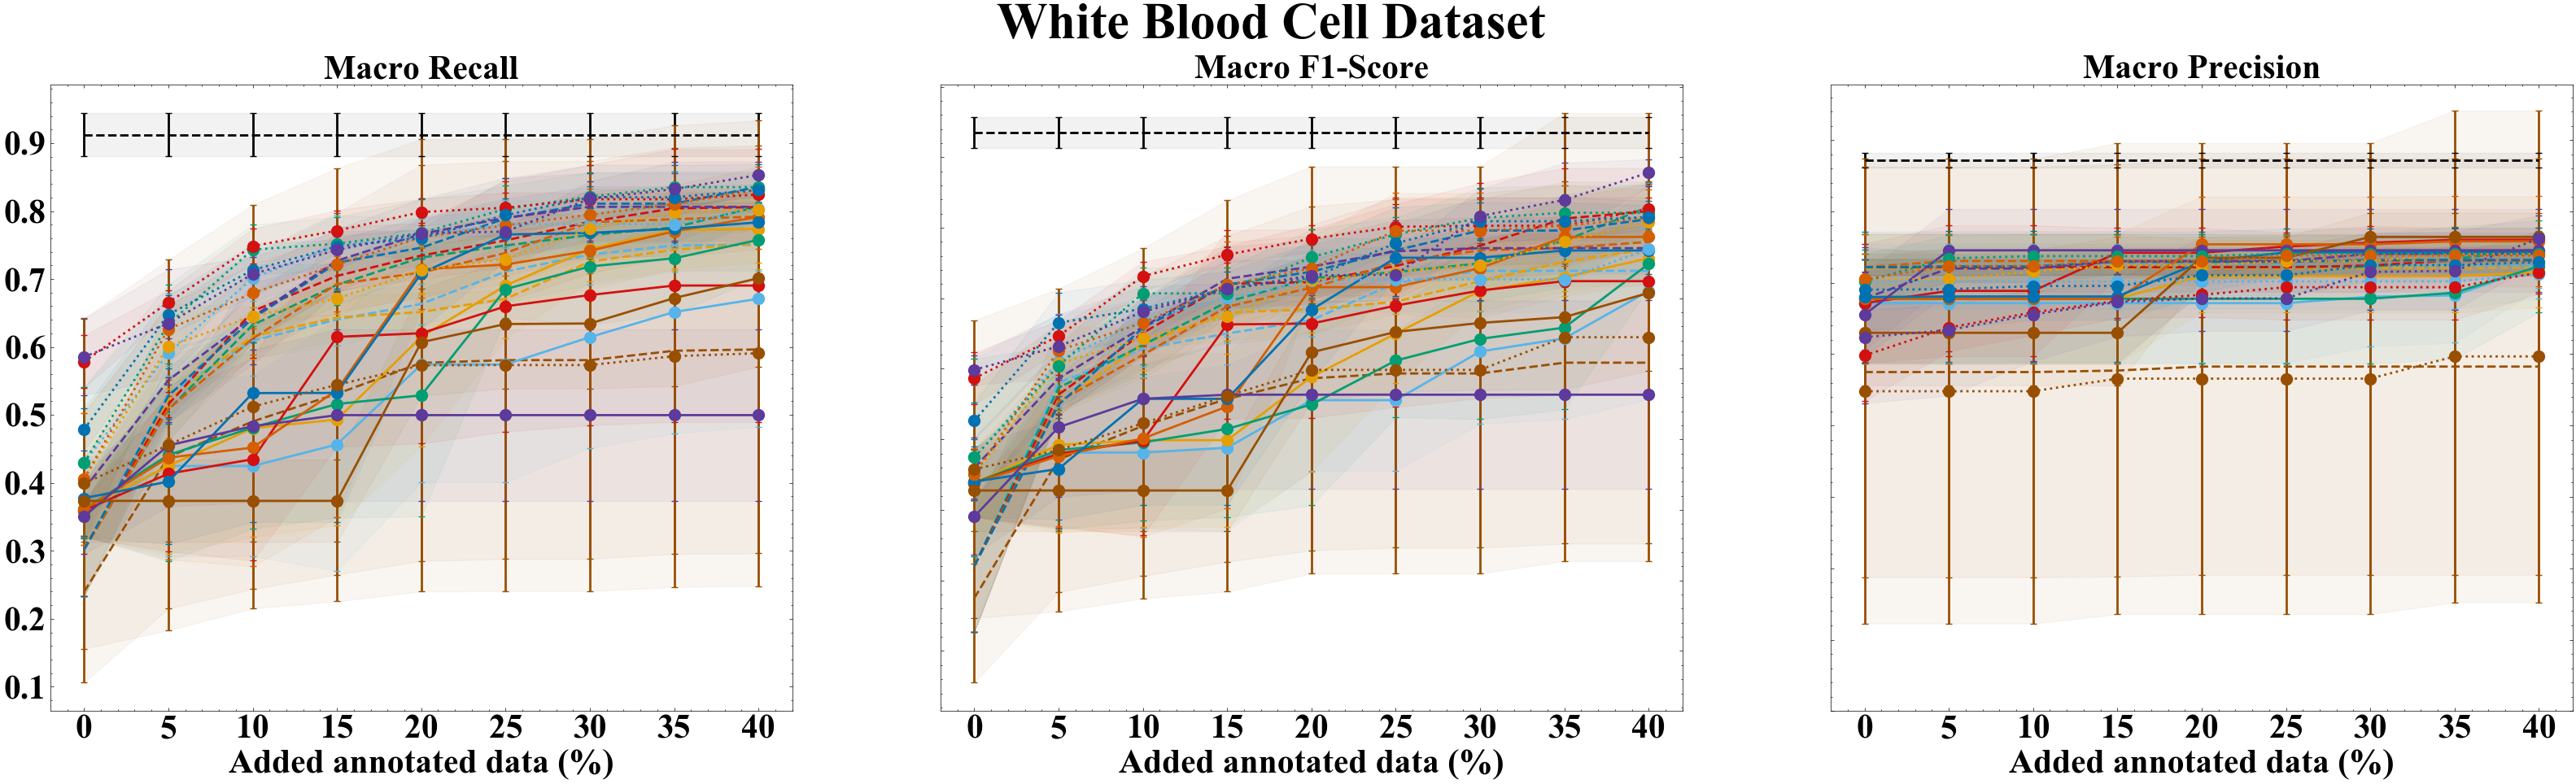 White Blood Cell Dataset
Macro Recall
Macro F1-Score
Macro Precision
0.9
0.8
0.7
0.6
0.5
0.4
0.3
0.2
0.1
0 5 10 15 20 25 30 35 40
0 5 10 15 20 25 30 35 40
0 5 10 15 20 25 30 35 40
Added annotated data (%)
Added annotated data (%)
Added annotated data (%)